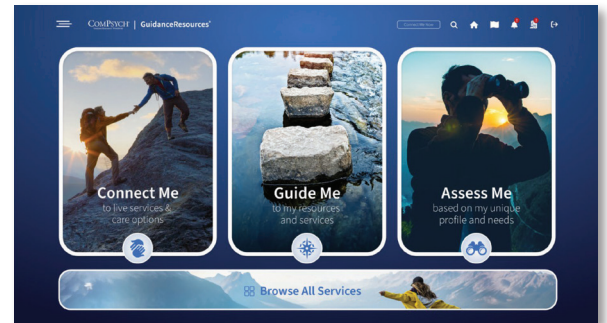 COMPSYCH | GuidanceResources®
Connect Me
to live services &
care options
Guide Me
to my resources
and services
Assess Me
based on my unique
profile and needs
Browse All Services